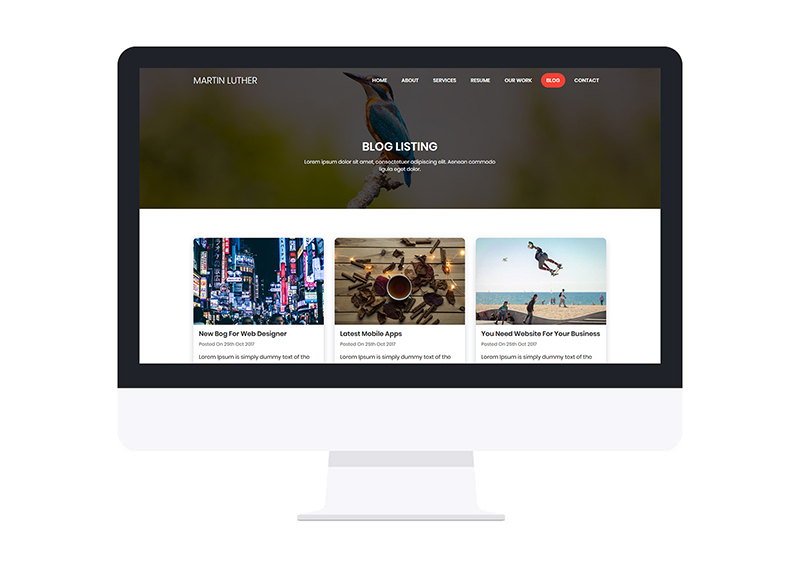 MARTIN LUTHER
HOME ABOUT SERVICES RESUME OUR WORK BLOG CONTACT
BLOG LISTING
Lorem ipsum dolor sit amet, consectetuer adipiscing elit. Aenean commodo
ligula eget dolor.
New Bog For Web Designer
Posted On 25th Oct 2017
Lorem Ipsum is simply dummy text of the
Latest Mobile Apps
Posted On 25th Oct 2017
Lorem Ipsum is simply dummy text of the
You Need Website For Your Business
Posted On 25th Oct 2017
Lorem Ipsum is simply dummy text of the